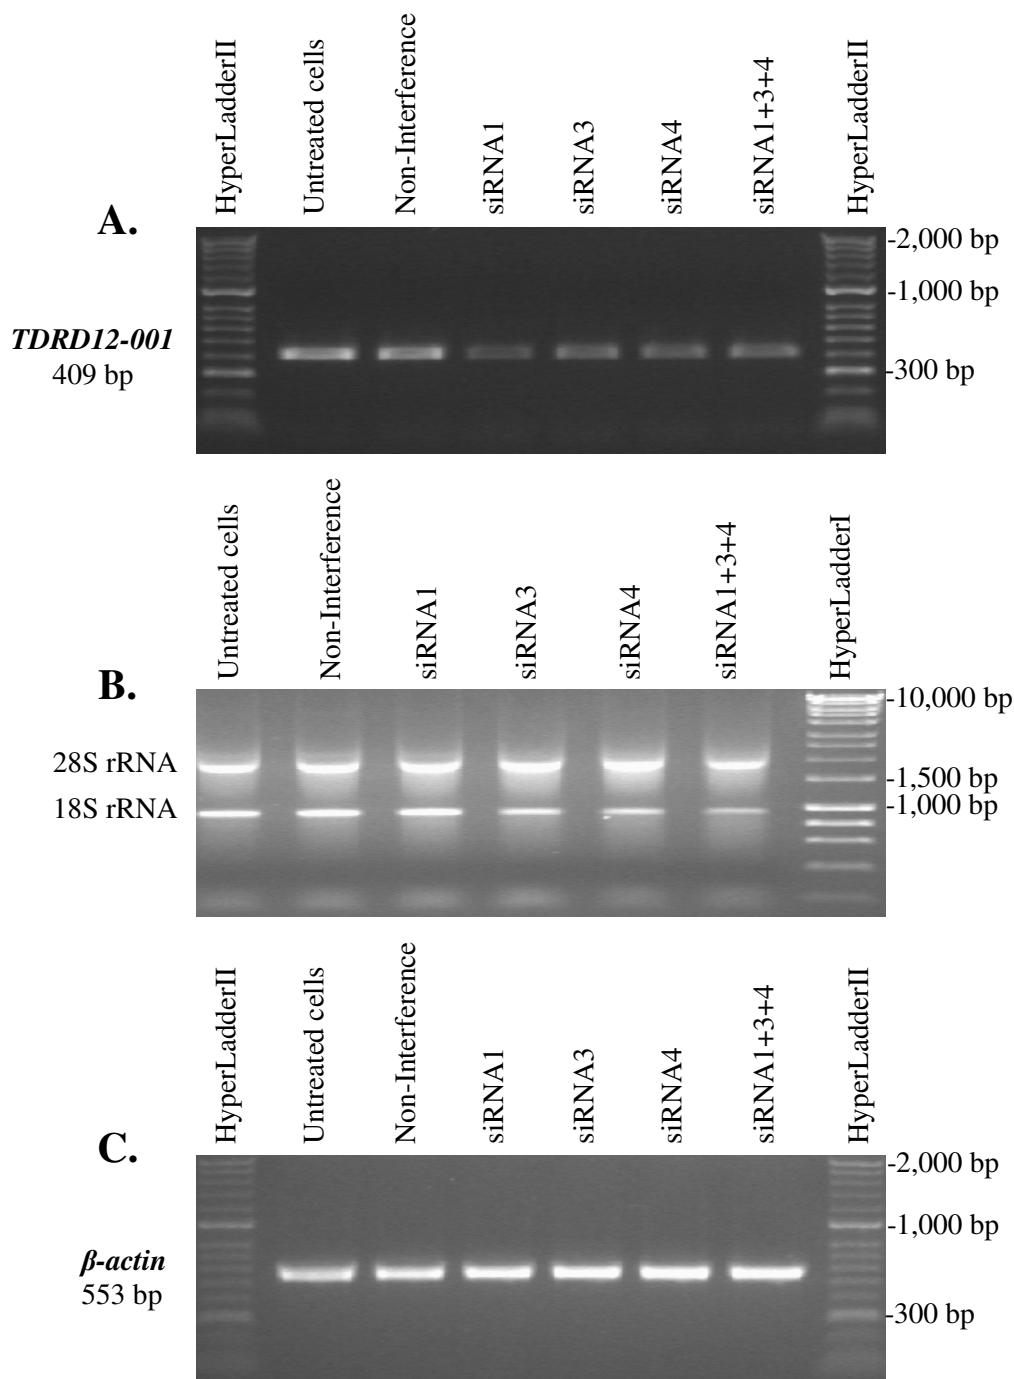 HyperLadderII
Untreated cells
Non-Interference
siRNA1
siRNA3
siRNA4
siRNA1+3+4
HyperLadderII
A.
-2,000 bp
-1,000 bp
TDRD12-001
409 bp
-300 bp
Untreated cells
Non-Interference
siRNA1
siRNA3
siRNA4
siRNA1+3+4
HyperLadderI
B.
-10,000 bp
28S rRNA
-1,500 bp
18S rRNA
-1,000 bp
HyperLadderII
Untreated cells
Non-Interference
siRNA1
siRNA3
siRNA4
siRNA1+3+4
HyperLadderII
C.
-2,000 bp
-1,000 bp
β-actin
553 bp
-300 bp